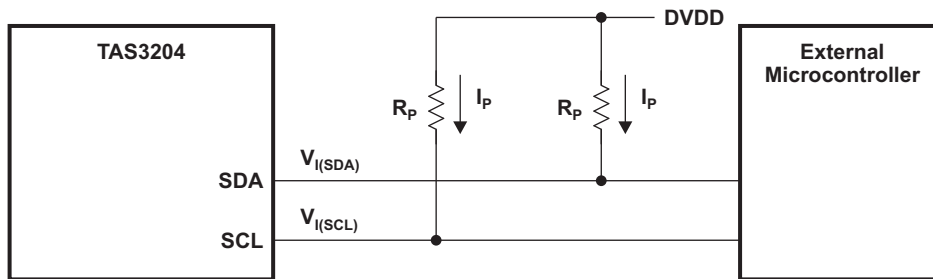 DVDD
TAS3204
External
Microcontroller
R_P
I_P
R_P
I_P
V_I(SDA)
SDA
V_I(SCL)
SCL